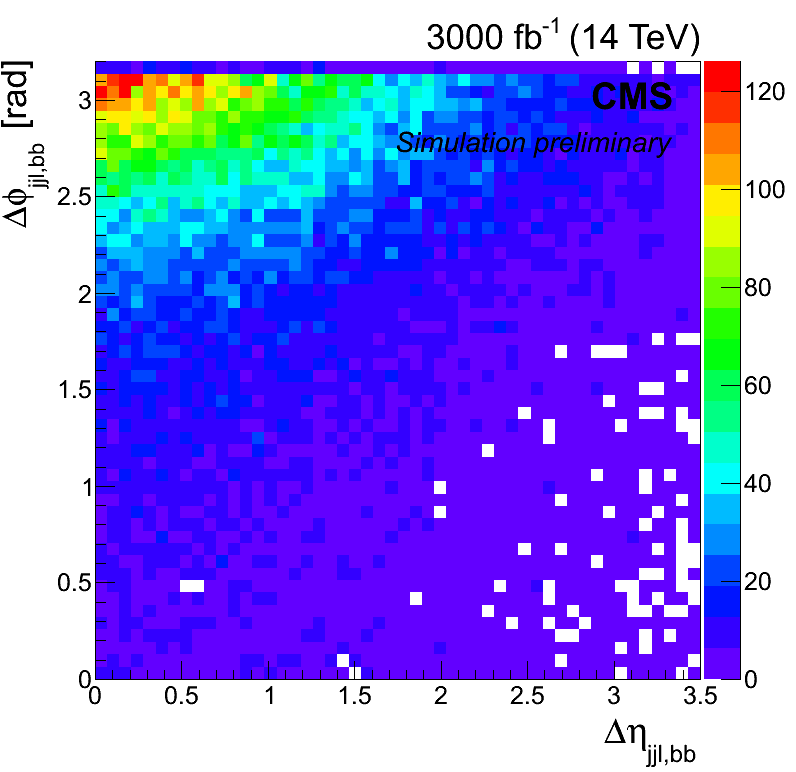 3000 fb-1 (14 TeV)
CMS
Simulation preliminary
Δϕjjl,bb [rad]
3
2.5
2
1.5
1
0.5
0
0 0.5 1 1.5 2 2.5 3 3.5
Δηjjl,bb
120
100
80
60
40
20
0